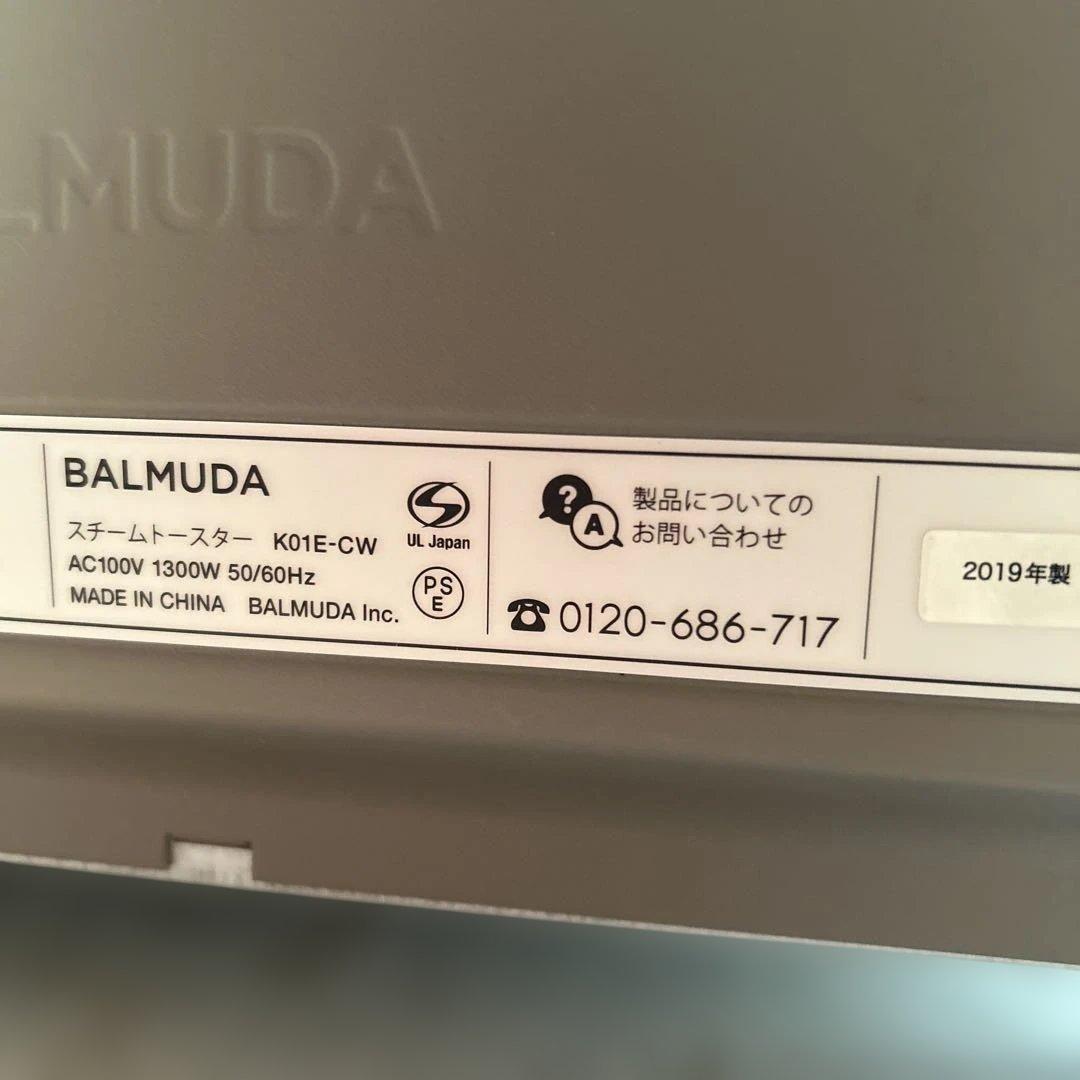 LMUDA
BALMUDA
スチームトースター K01E-CW
AC100V 1300W 50/60Hz
MADE IN CHINA BALMUDA Inc.
S
UL Japan
PS
E
?
A
製品についての
お問い合わせ
0120-686-717
2019年製